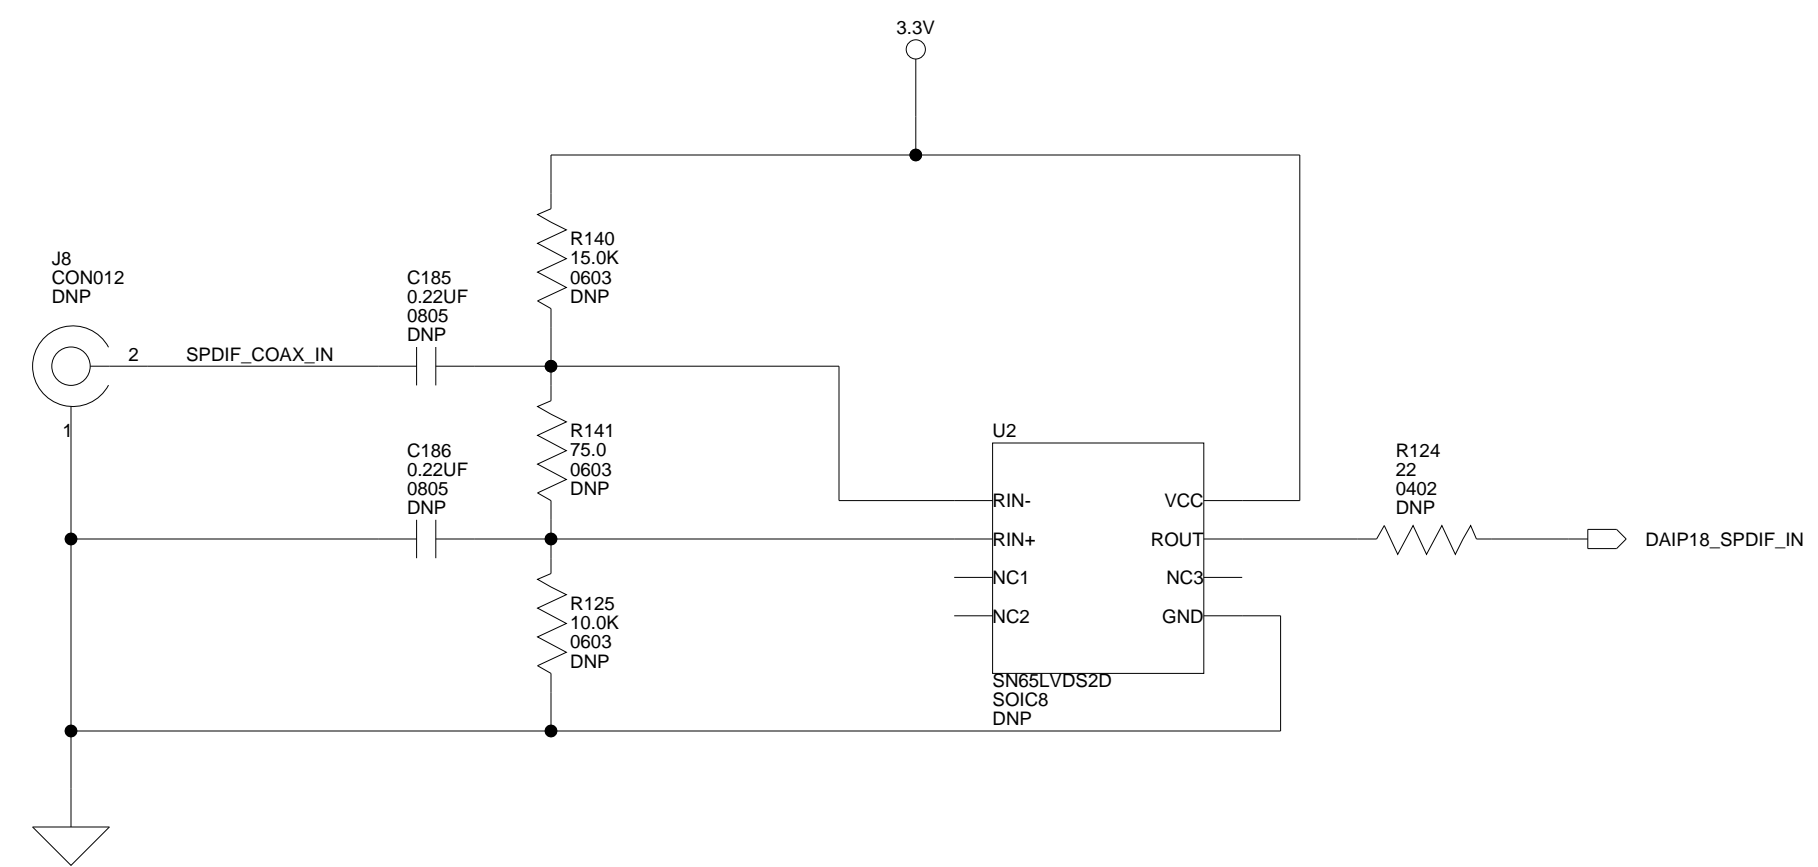 3.3V
R140
15.0K
0603
DNP
J8
CON012
DNP
C185
0.22UF
0805
DNP
2
SPDIF_COAX_IN
1
R141
75.0
0603
DNP
C186
0.22UF
0805
DNP
U2
RIN-
VCC
RIN+
ROUT
NC1
NC3
NC2
GND
SN65LVDS2D
SOIC8
DNP
R124
22
0402
DNP
DAIP18_SPDIF_IN
R125
10.0K
0603
DNP